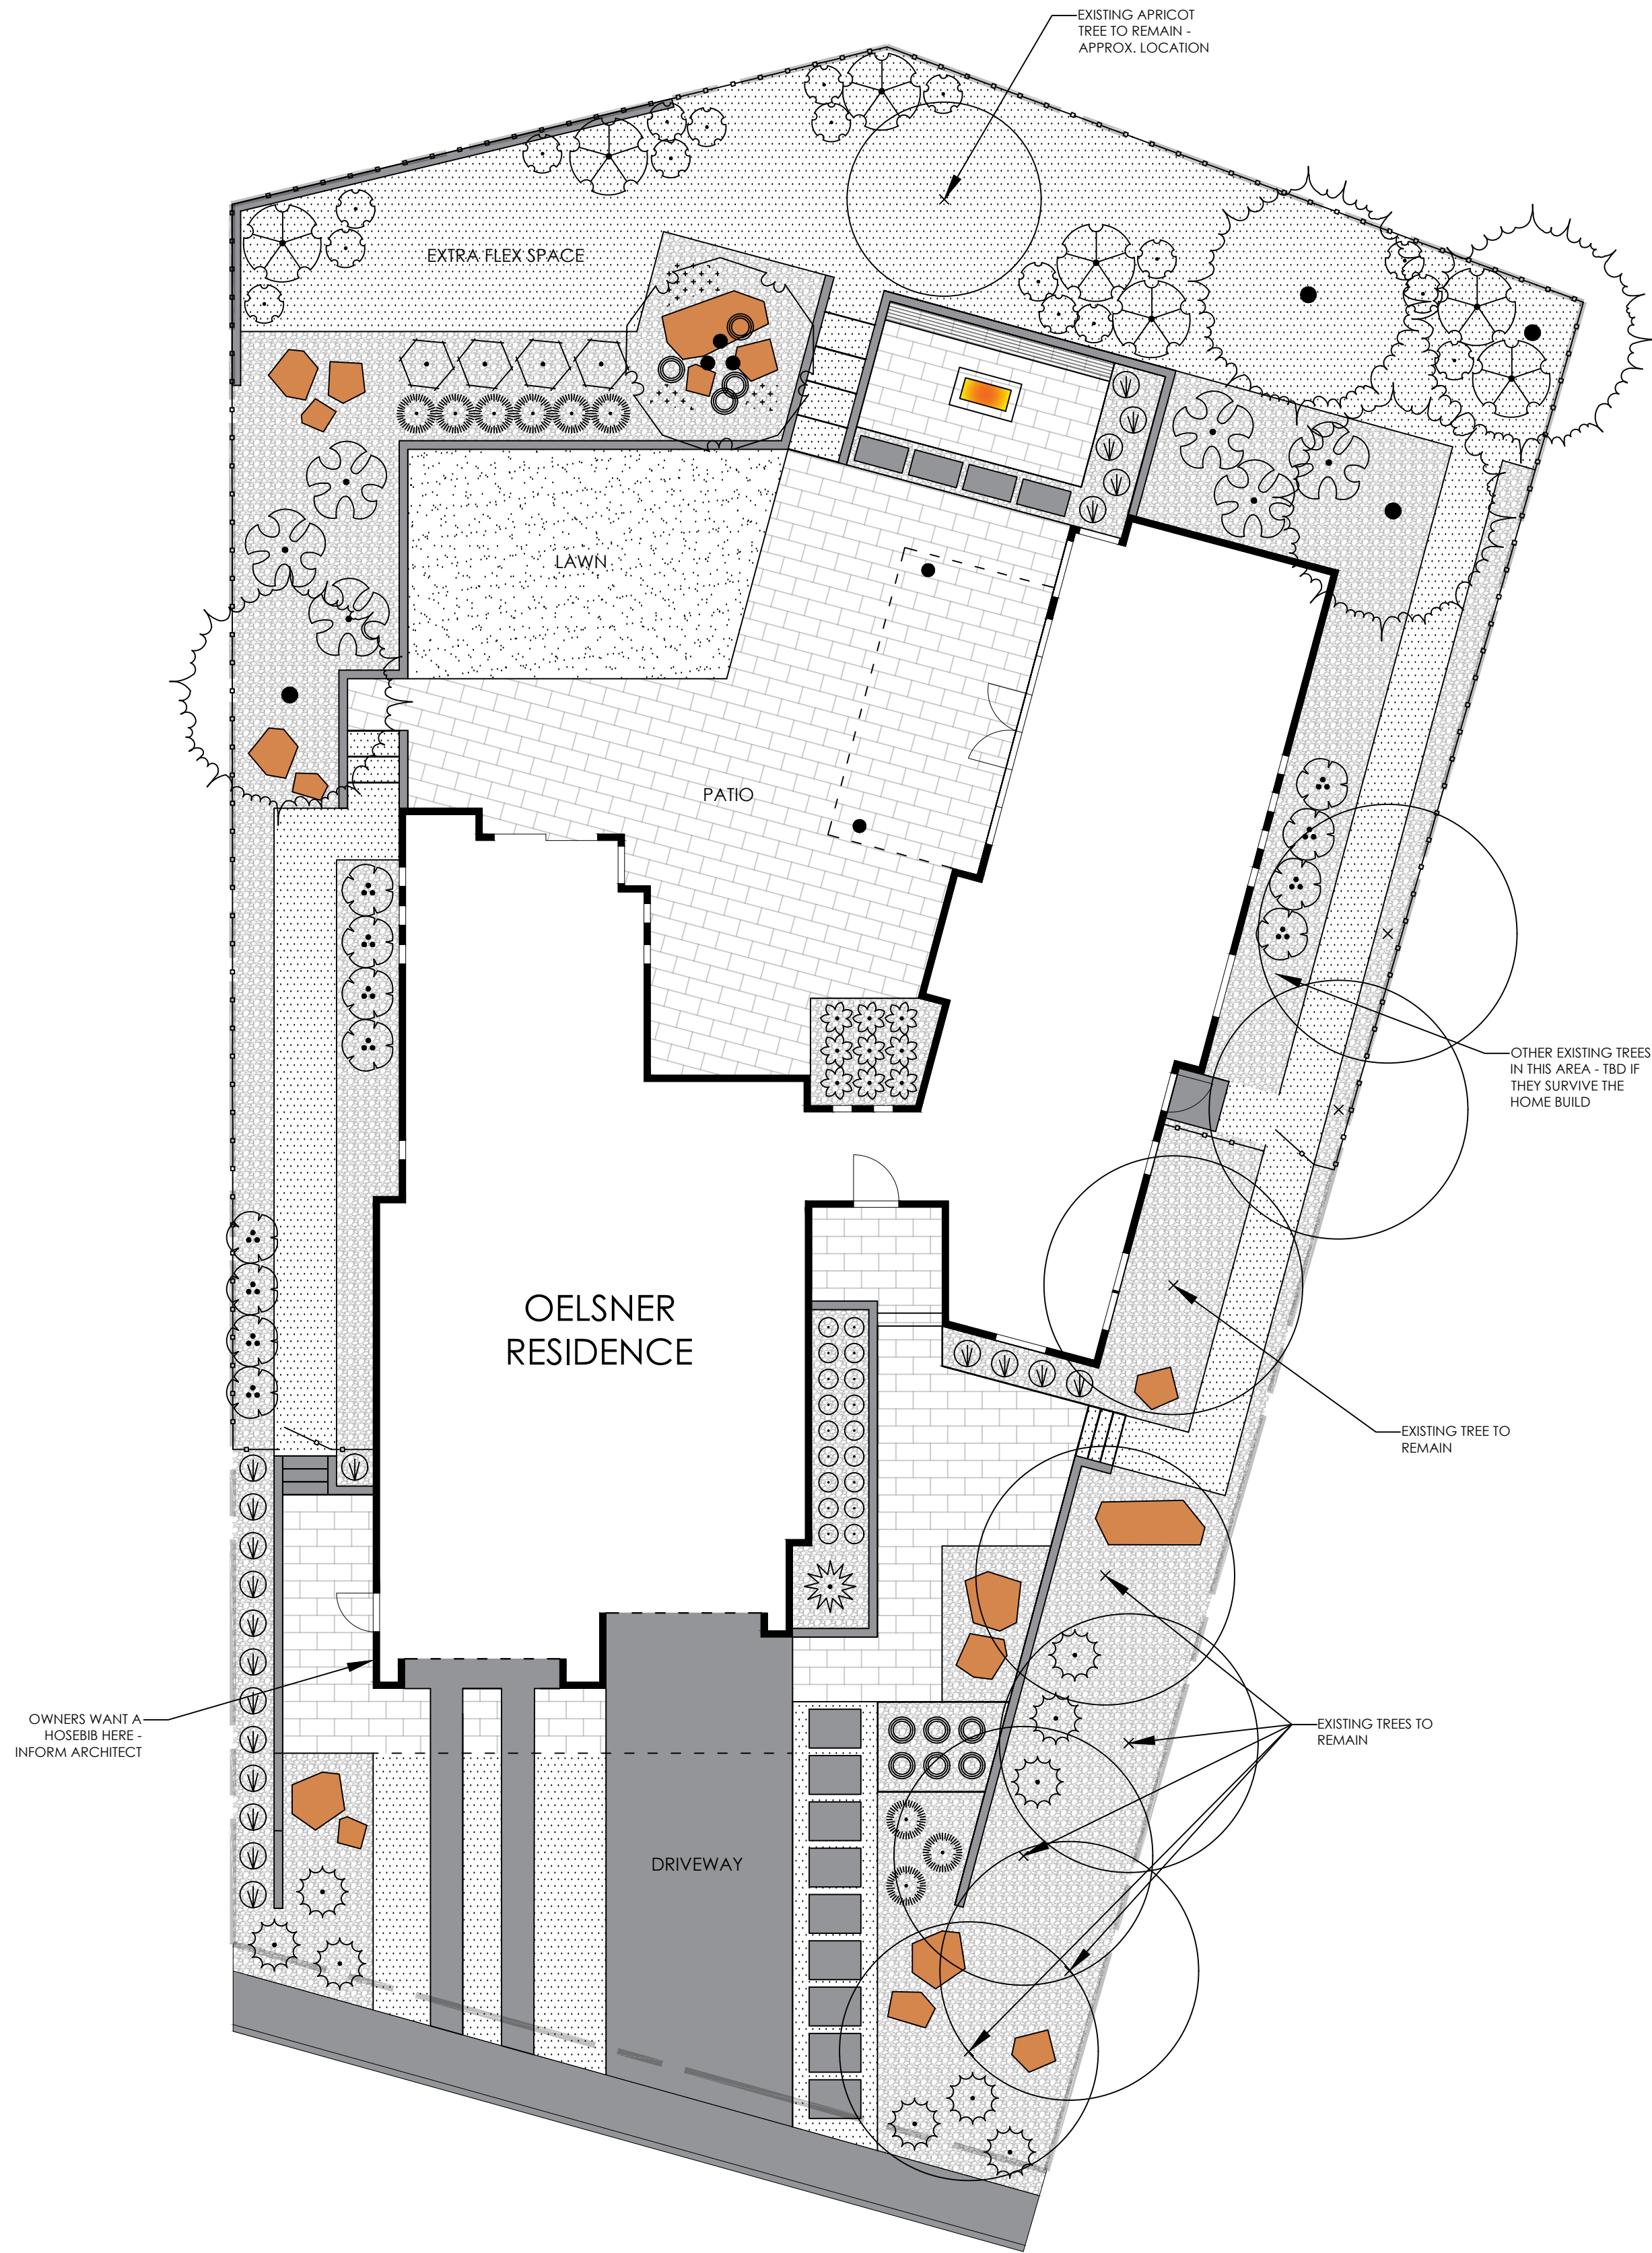 EXISTING APRICOT
TREE TO REMAIN -
APPROX. LOCATION
EXTRA FLEX SPACE
LAWN
PATIO
OTHER EXISTING TREES
IN THIS AREA - TBD IF
THEY SURVIVE THE
HOME BUILD
OELSNER
RESIDENCE
EXISTING TREE TO
REMAIN
OWNERS WANT A
HOSEBIB HERE -
INFORM ARCHITECT
EXISTING TREES TO
REMAIN
DRIVEWAY